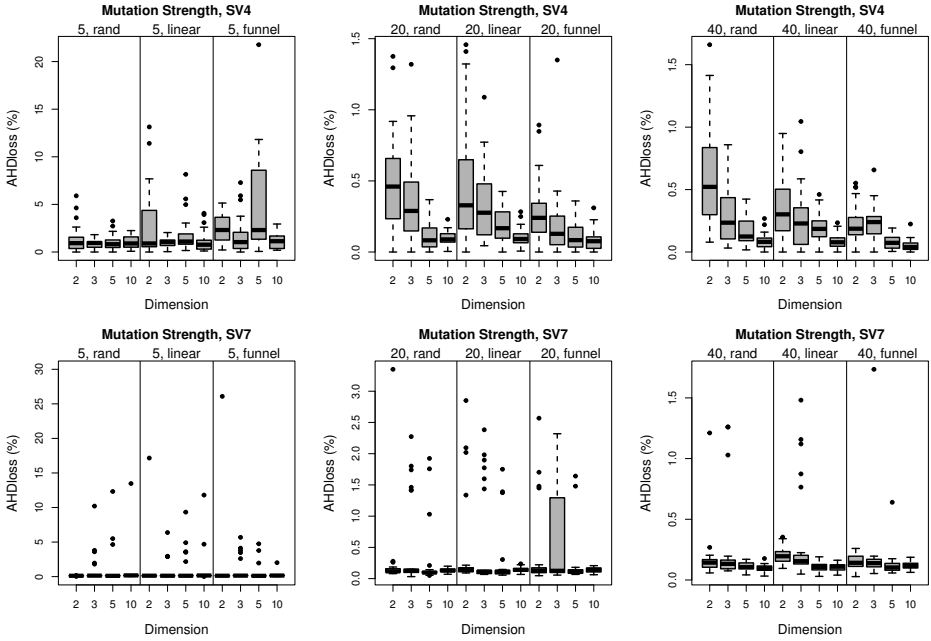 Mutation Strength, SV4
5, rand 5, linear 5, funnel
AHDloss (%)
20
15
10
5
0
2 3 5 10 2 3 5 10 2 3 5 10
Dimension
Mutation Strength, SV4
20, rand 20, linear 20, funnel
AHDloss (%)
1.5
1.0
0.5
0.0
2 3 5 10 2 3 5 10 2 3 5 10
Dimension
Mutation Strength, SV4
40, rand 40, linear 40, funnel
AHDloss (%)
1.5
1.0
0.5
0.0
2 3 5 10 2 3 5 10 2 3 5 10
Dimension
Mutation Strength, SV7
5, rand 5, linear 5, funnel
AHDloss (%)
30
25
20
15
10
5
0
2 3 5 10 2 3 5 10 2 3 5 10
Dimension
Mutation Strength, SV7
20, rand 20, linear 20, funnel
AHDloss (%)
3.0
2.5
2.0
1.5
1.0
0.5
0.0
2 3 5 10 2 3 5 10 2 3 5 10
Dimension
Mutation Strength, SV7
40, rand 40, linear 40, funnel
AHDloss (%)
1.5
1.0
0.5
0.0
2 3 5 10 2 3 5 10 2 3 5 10
Dimension